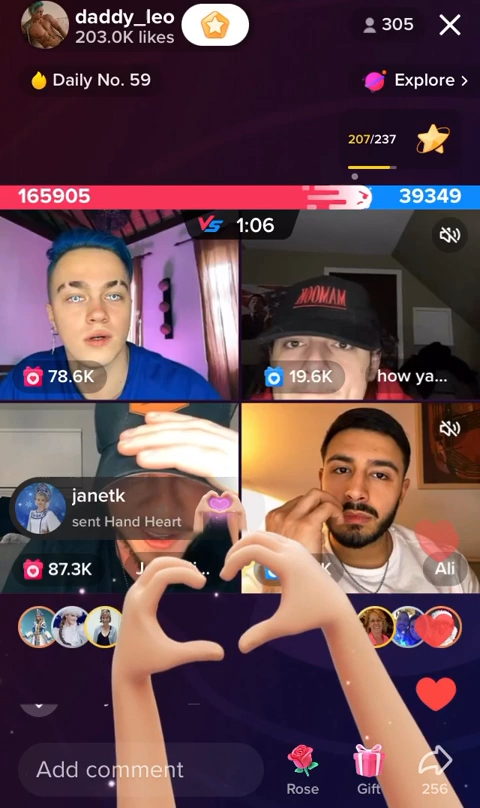 daddy_leo
203.0K likes
305
Daily No. 59
Explore >
207/237
165905
39349
VS 1:06
78.6K
19.6K
how ya...
janetk
sent Hand Heart
87.3K
Ali
Add comment
Rose
Gift
256